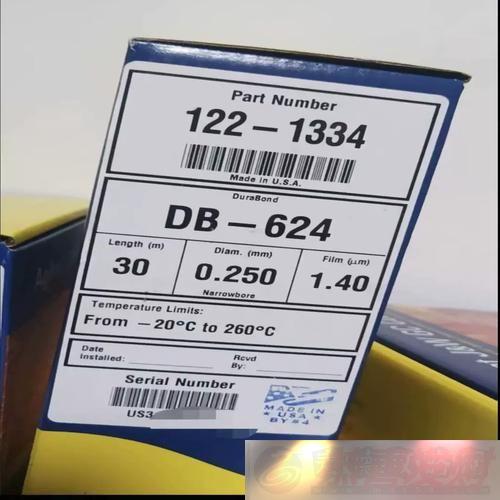 Part Number
122-1334
Made in U.S.A.
DuraBond
DB-624
Length (m)
30
Diam. (mm)
0.250
Narrowbore
Film (μm)
1.40
Temperature Limits:
From -20°C to 260°C
Date
Installed:
Rcvd
By:
Serial Number
US3
MADE IN
USA
BY#4